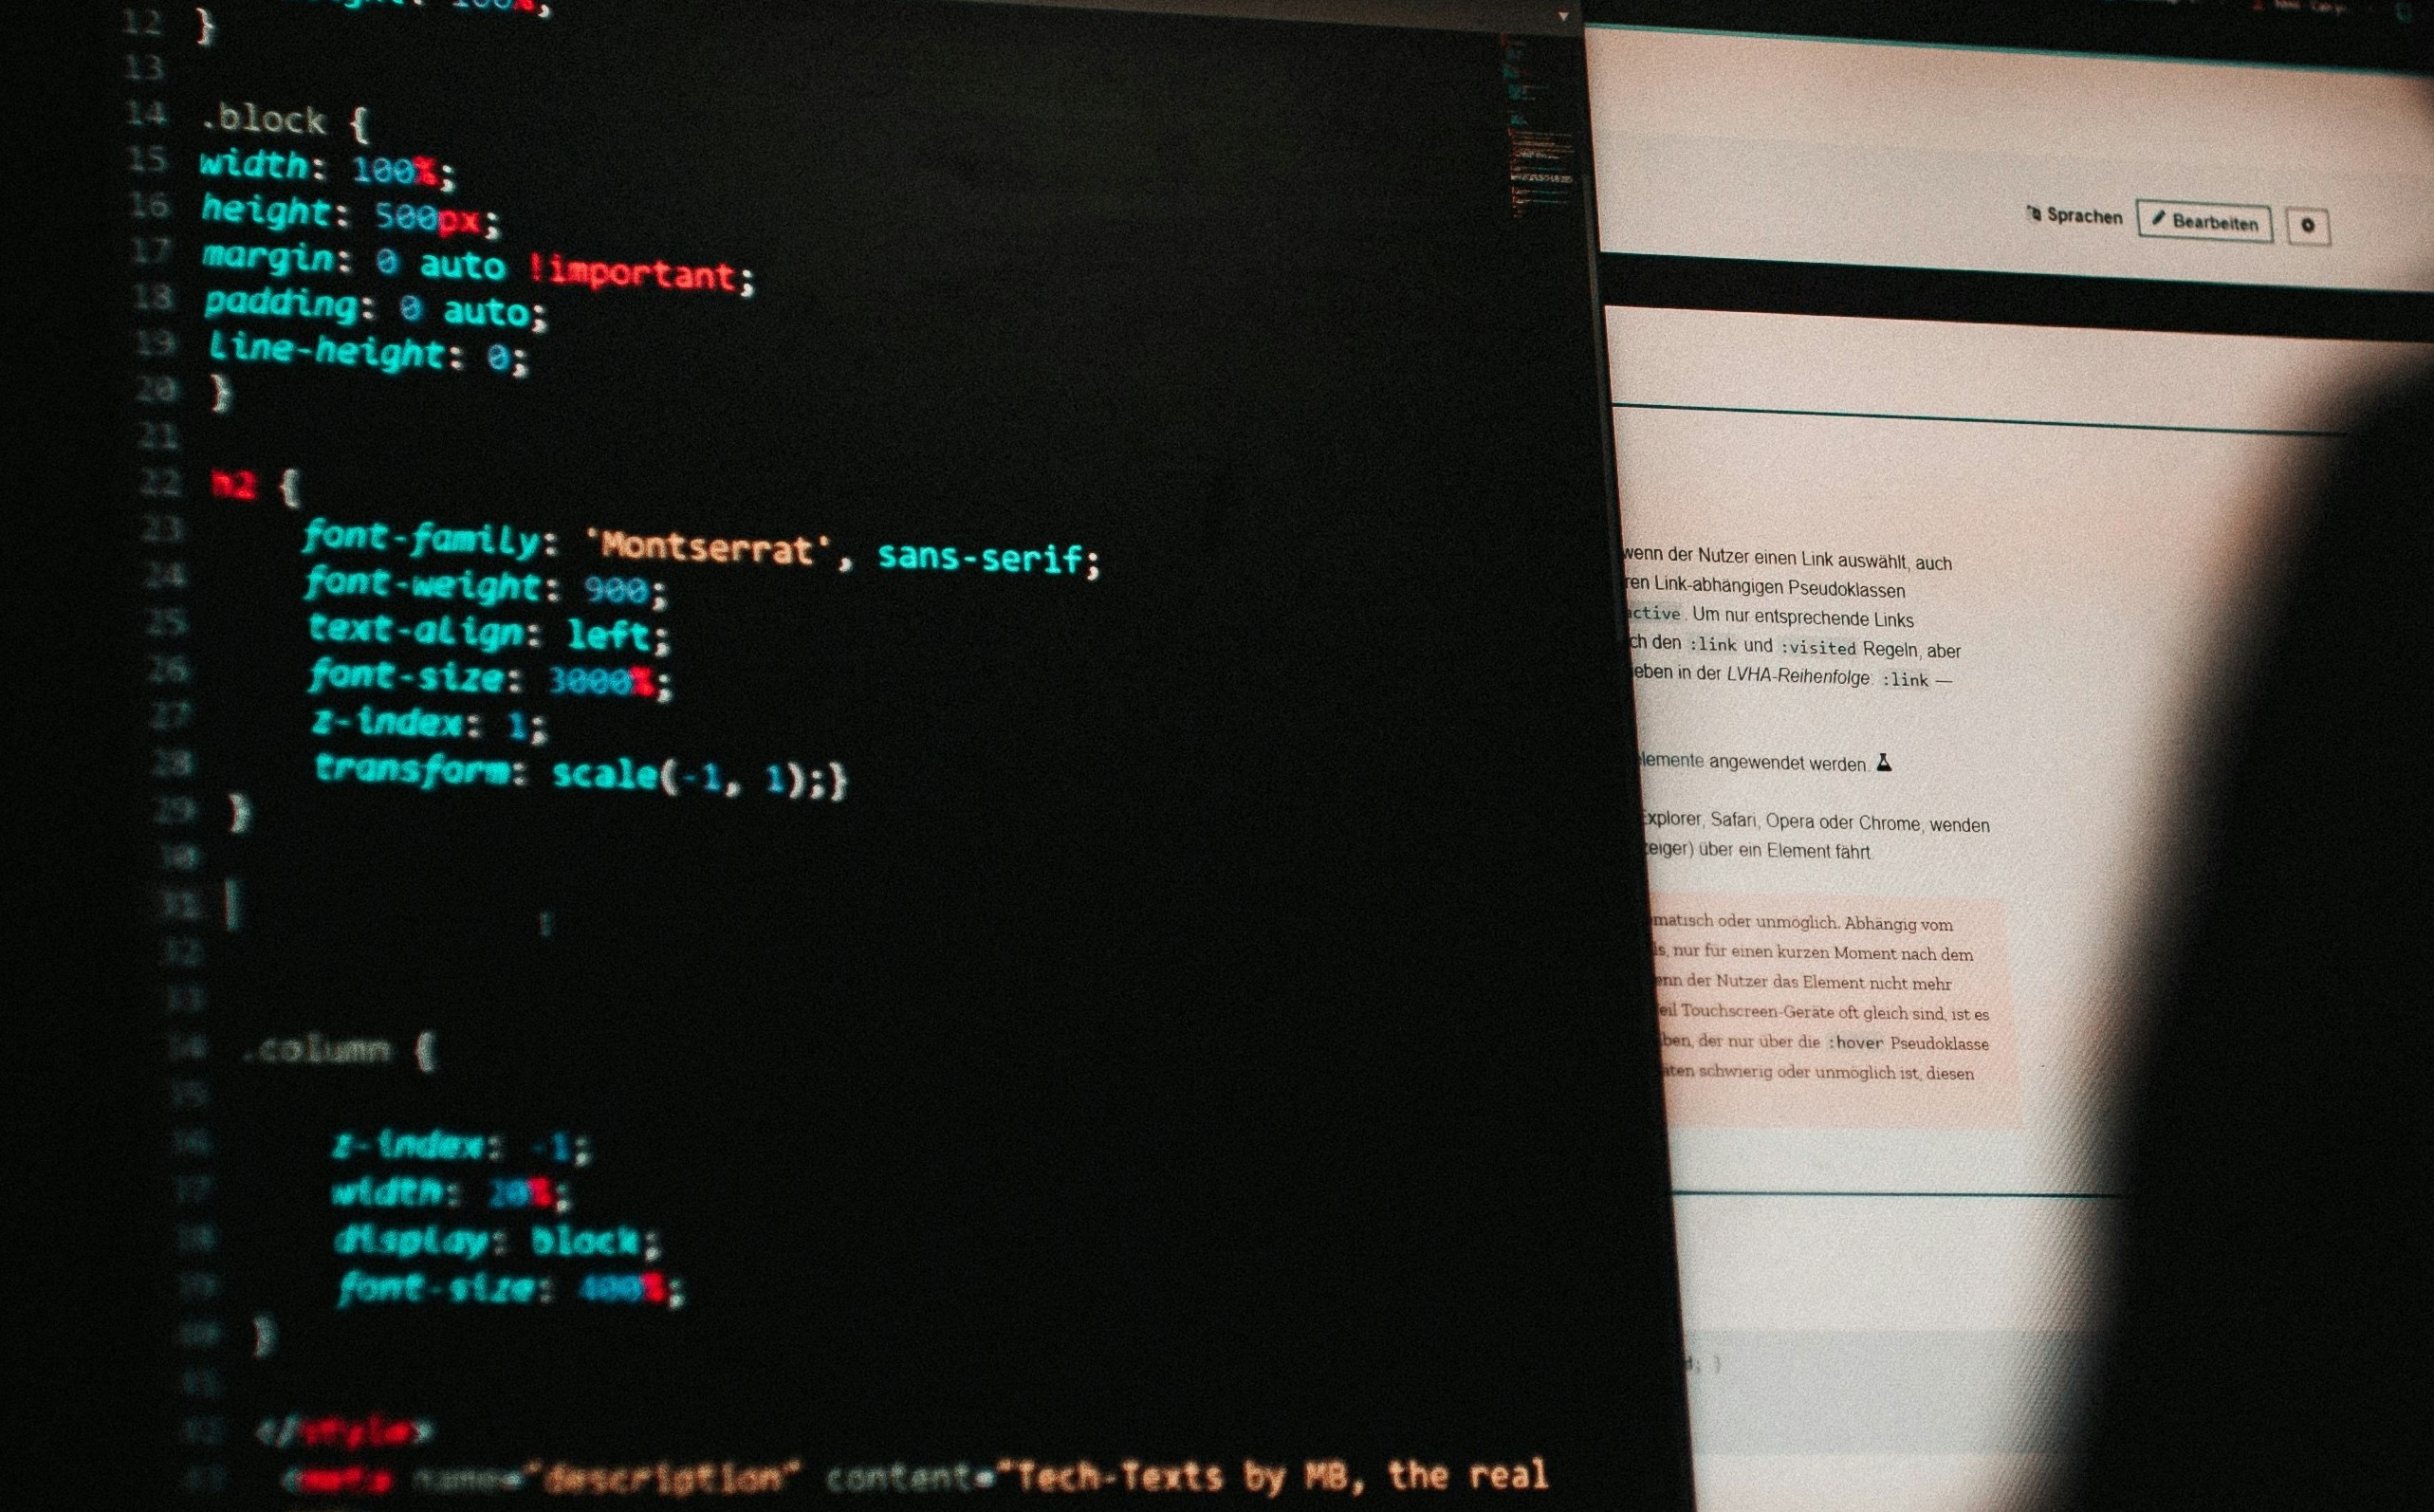 12 }
13
14 .block {
15 width: 100%;
16 height: 500px;
17 margin: 0 auto !important;
18 padding: 0 auto;
19 line-height: 0;
20 }
21
22 h2 {
23 font-family: 'Montserrat', sans-serif;
24 font-weight: 900;
25 text-align: left;
26 font-size: 3000%;
27 z-index: 1;
28 transform: scale(-1, 1);}
29 }
30
31
32
33
34 .column {
35
36 z-index: -1;
37 width: 20%;
38 display: block;
39 font-size: 400%;
40 }
41
42 </style>
43 <meta name="description" content="Tech-Texts by MB, the real
Sprachen Bearbeiten
wenn der Nutzer einen Link auswählt, auch
ren Link-abhängigen Pseudoklassen
active. Um nur entsprechende Links
ch den :link und :visited Regeln, aber
eben in der LVHA-Reihenfolge: :link —
lemente angewendet werden.
Explorer, Safari, Opera oder Chrome, wenden
zeiger) über ein Element fährt.
matisch oder unmöglich. Abhängig vom
ls, nur für einen kurzen Moment nach dem
enn der Nutzer das Element nicht mehr
eil Touchscreen-Geräte oft gleich sind, ist es
ben, der nur über die :hover Pseudoklasse
äten schwierig oder unmöglich ist, diesen